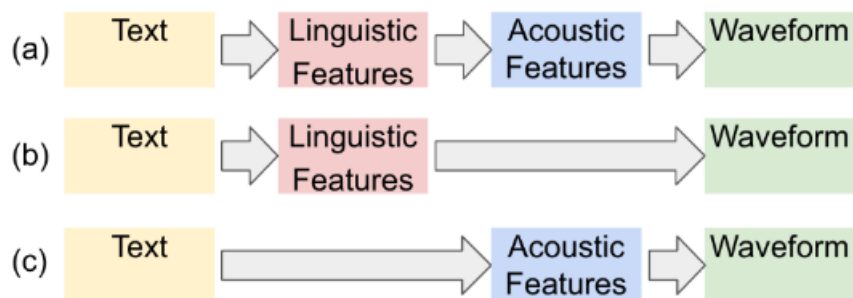 (a) Text Linguistic Acoustic Waveform
Features Features
(b) Text Linguistic Waveform
Features
(c) Text Acoustic Waveform
Features